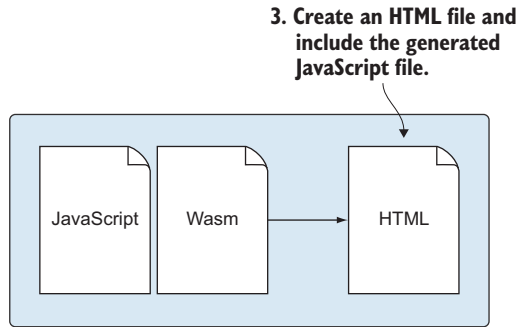 3. Create an HTML file and
include the generated
JavaScript file.
JavaScript
Wasm
HTML